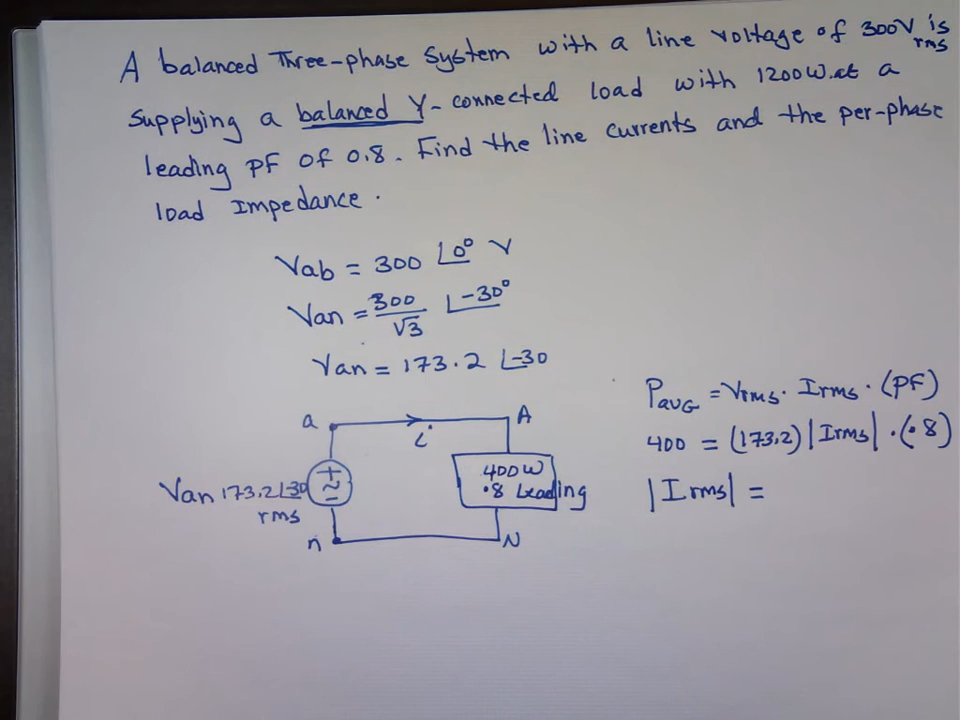 A balanced Three-phase System with a line voltage of 300V rms is
Supplying a balanced Y-connected load with 1200W at a
leading PF of 0.8. Find the line currents and the per-phase
load Impedance.
Vab = 300 ∠0° V
Van = 300/√3 ∠-30°
Van = 173.2 ∠-30
PAVG = Vrms · Irms · (PF)
400 = (173.2) |Irms| · (.8)
|Irms| =
a
i
A
+
~
-
Van 173.2∠30
rms
400W
.8 Leading
n
N